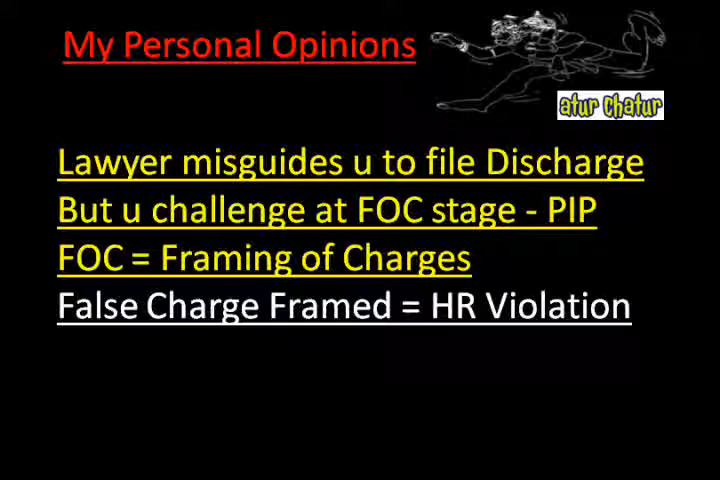 My Personal Opinions
atur chatur
Lawyer misguides u to file Discharge
But u challenge at FOC stage - PIP
FOC = Framing of Charges
False Charge Framed = HR Violation